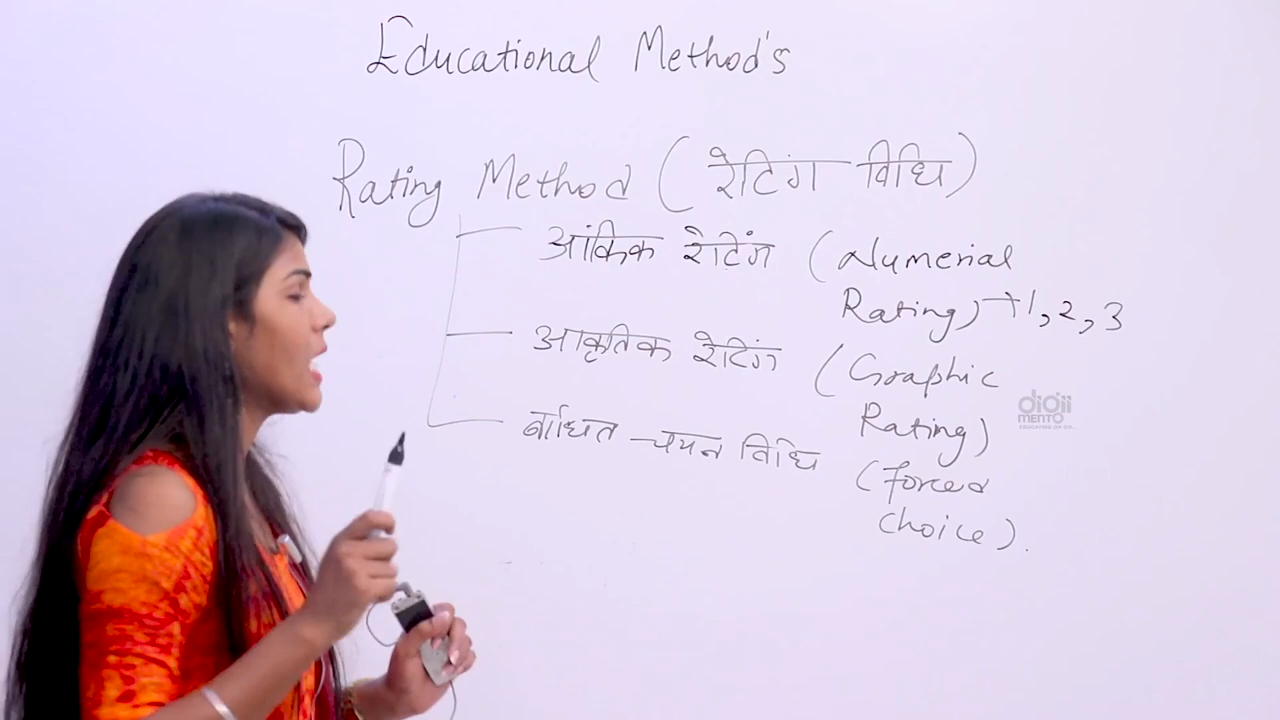 Educational Method's
Rating Method (रेटिंग विधि)
आंकिक रेटिंग (Numerial
Rating) → 1, 2, 3
आकृतिक रेटिंग (Graphic
Rating)
बाधित चयन विधि (forced
choice).
digii
MENTO